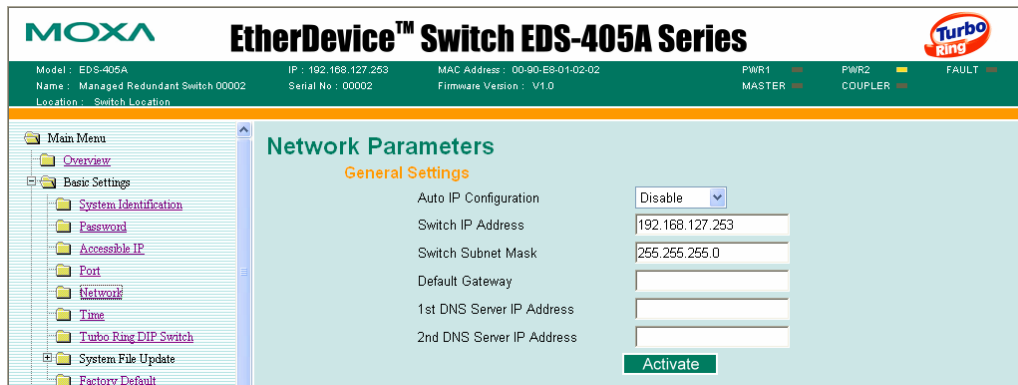 MOXA
EtherDevice™ Switch EDS-405A Series
Turbo Ring
Model : EDS-405A
IP : 192.168.127.253
MAC Address : 00-90-E8-01-02-02
PWR1
PWR2
FAULT
Name : Managed Redundant Switch 00002
Serial No : 00002
Firmware Version : V1.0
MASTER
COUPLER
Location : Switch Location
Main Menu
Overview
Basic Settings
System Identification
Password
Accessible IP
Port
Network
Time
Turbo Ring DIP Switch
System File Update
Factory Default
Network Parameters
General Settings
Auto IP Configuration Disable
Switch IP Address 192.168.127.253
Switch Subnet Mask 255.255.255.0
Default Gateway
1st DNS Server IP Address
2nd DNS Server IP Address
Activate